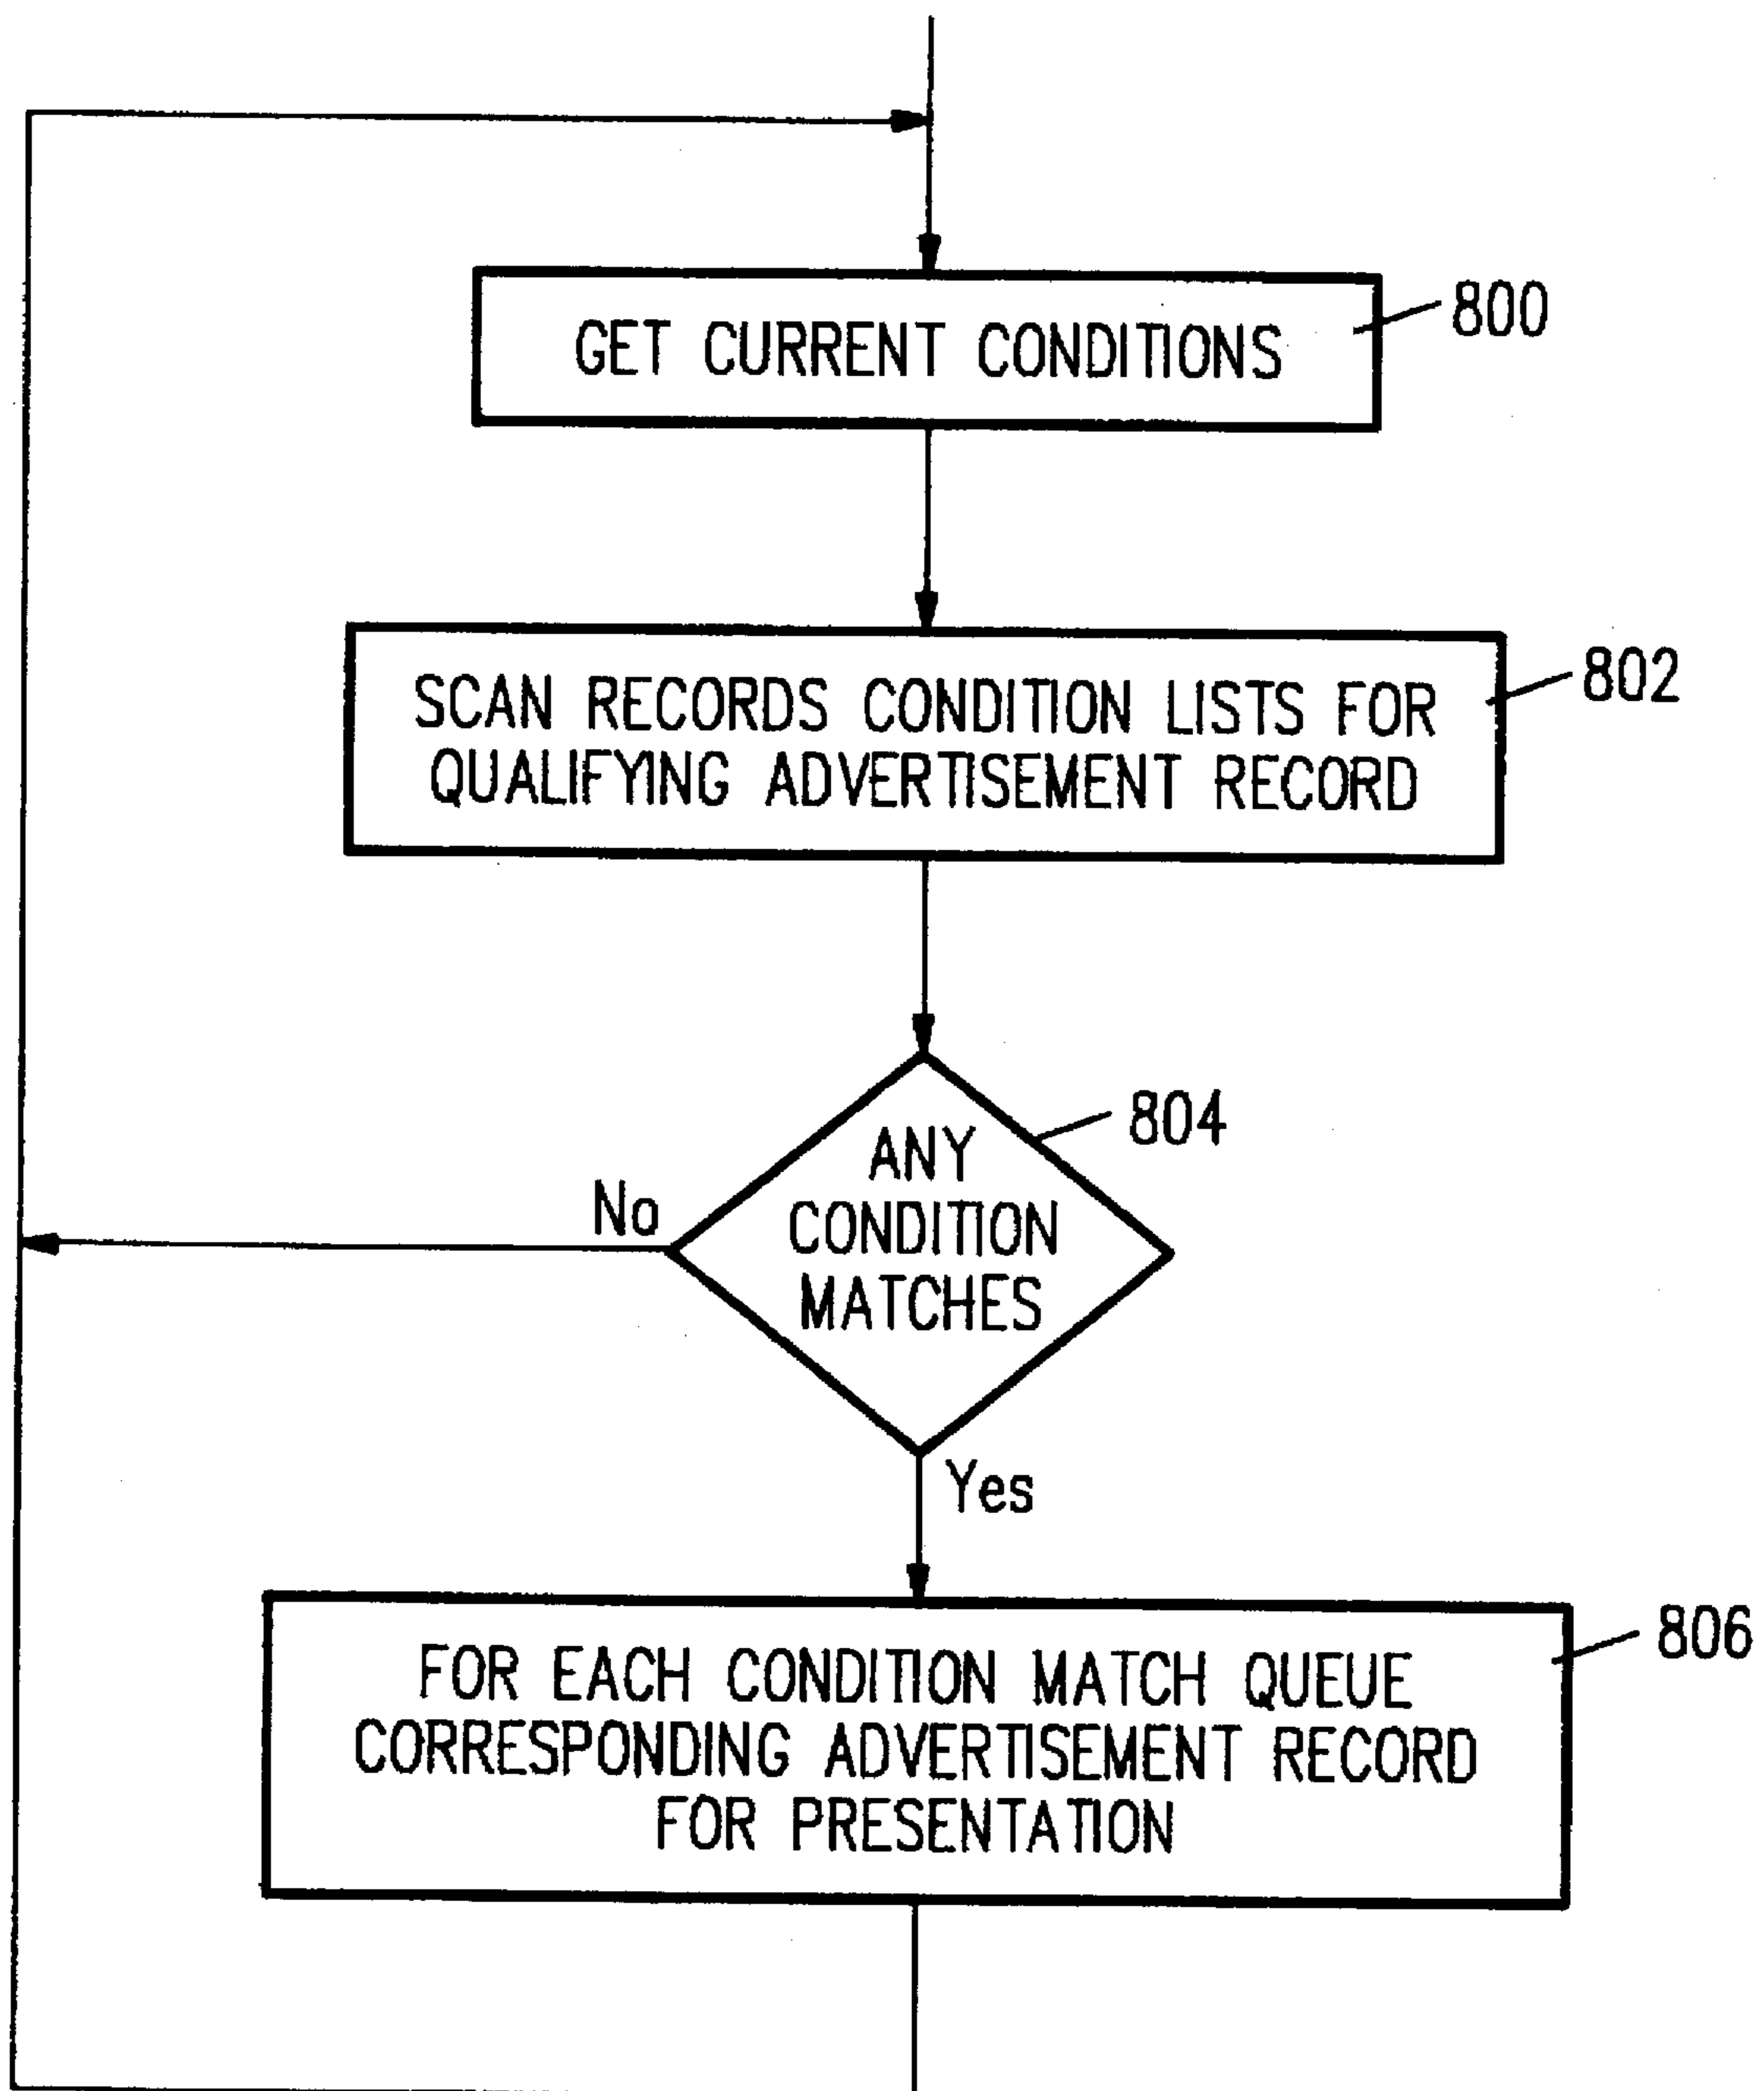 GET CURRENT CONDITIONS
800
SCAN RECORDS CONDITION LISTS FOR
QUALIFYING ADVERTISEMENT RECORD
802
804
ANY
CONDITION
MATCHES
No
Yes
FOR EACH CONDITION MATCH QUEUE
CORRESPONDING ADVERTISEMENT RECORD
FOR PRESENTATION
806